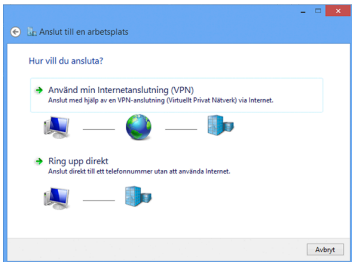 Anslut till en arbetsplats
Hur vill du ansluta?
Använd min Internetanslutning (VPN)
Anslut med hjälp av en VPN-anslutning (Virtuellt Privat Nätverk) via Internet.
Ring upp direkt
Anslut direkt till ett telefonnummer utan att använda Internet.
Avbryt